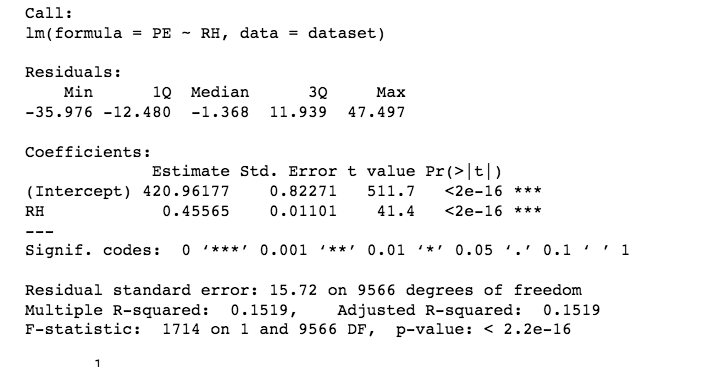 Call:
lm(formula = PE ~ RH, data = dataset)
Residuals:
Min 1Q Median 3Q Max
-35.976 -12.480 -1.368 11.939 47.497
Coefficients:
Estimate Std. Error t value Pr(>|t|)
(Intercept) 420.96177 0.82271 511.7 <2e-16 ***
RH 0.45565 0.01101 41.4 <2e-16 ***
---
Signif. codes: 0 ‘***’ 0.001 ‘**’ 0.01 ‘*’ 0.05 ‘.’ 0.1 ‘ ’ 1
Residual standard error: 15.72 on 9566 degrees of freedom
Multiple R-squared: 0.1519, Adjusted R-squared: 0.1519
F-statistic: 1714 on 1 and 9566 DF, p-value: < 2.2e-16
1